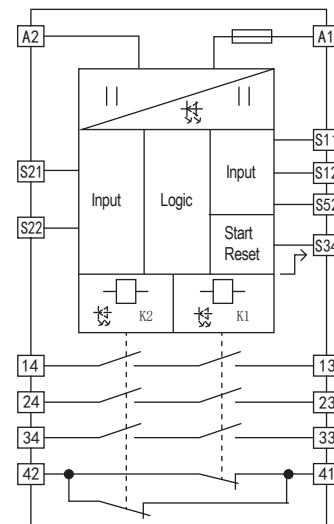 A2 A1
S11
S21 Input Logic Input S12
S52
S22 Start S34
Reset
K2 K1
14 13
24 23
34 33
42 41